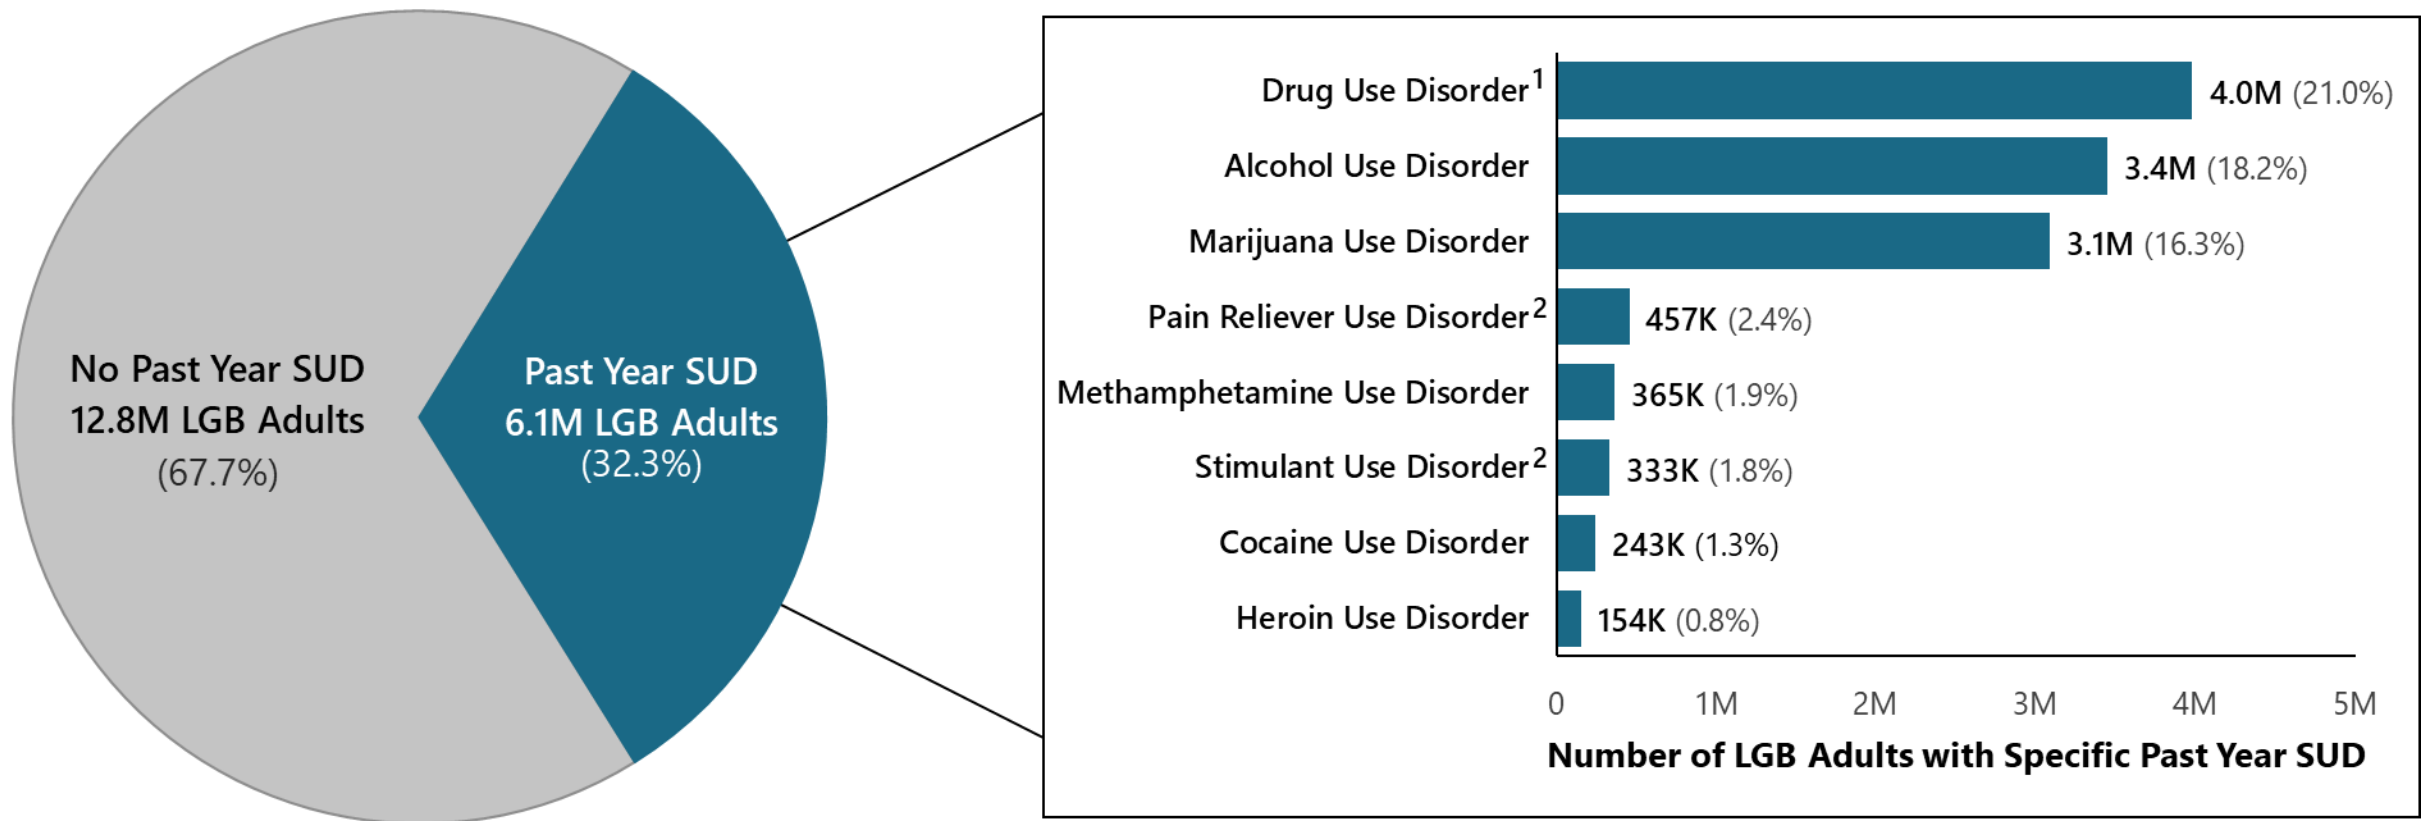 No Past Year SUD
12.8M LGB Adults
(67.7%)
Past Year SUD
6.1M LGB Adults
(32.3%)
Drug Use Disorder¹ 4.0M (21.0%)
Alcohol Use Disorder 3.4M (18.2%)
Marijuana Use Disorder 3.1M (16.3%)
Pain Reliever Use Disorder² 457K (2.4%)
Methamphetamine Use Disorder 365K (1.9%)
Stimulant Use Disorder² 333K (1.8%)
Cocaine Use Disorder 243K (1.3%)
Heroin Use Disorder 154K (0.8%)
0 1M 2M 3M 4M 5M
Number of LGB Adults with Specific Past Year SUD